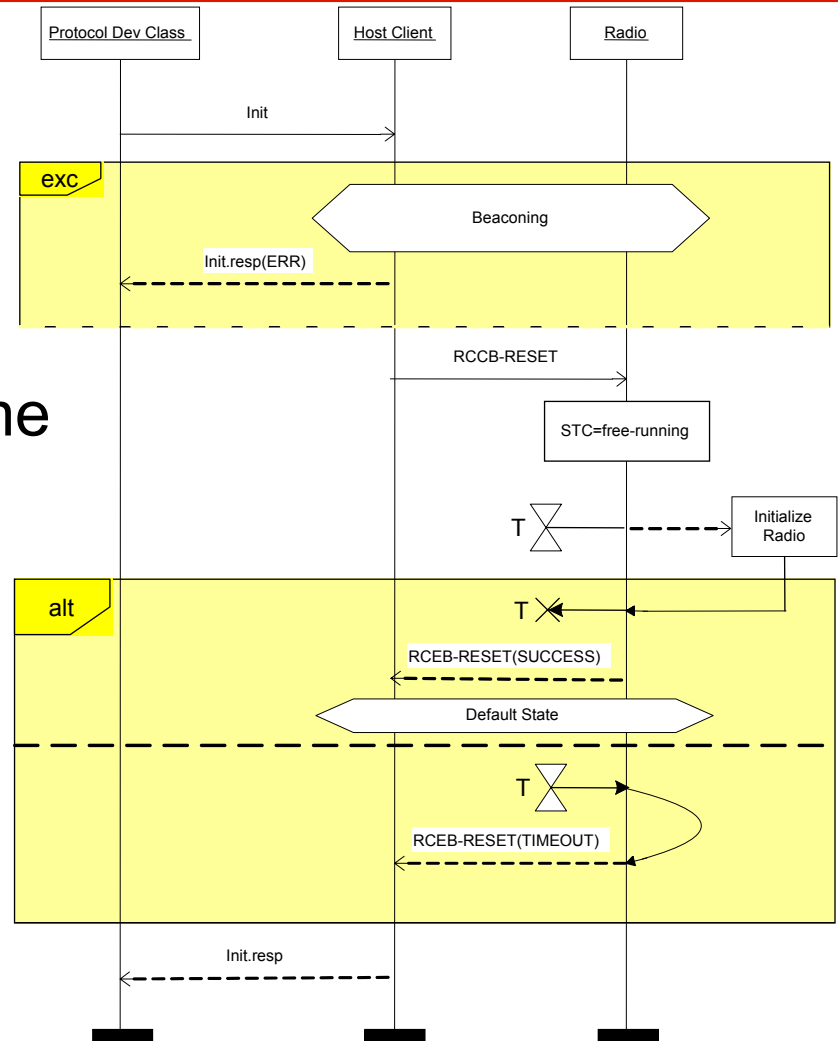 Protocol Dev Class
Host Client
Radio
Init
exc
Beaconing
Init.resp(ERR)
RCCB-RESET
ne
STC=free-running
T
Initialize
Radio
alt
T
RCEB-RESET(SUCCESS)
Default State
T
RCEB-RESET(TIMEOUT)
Init.resp